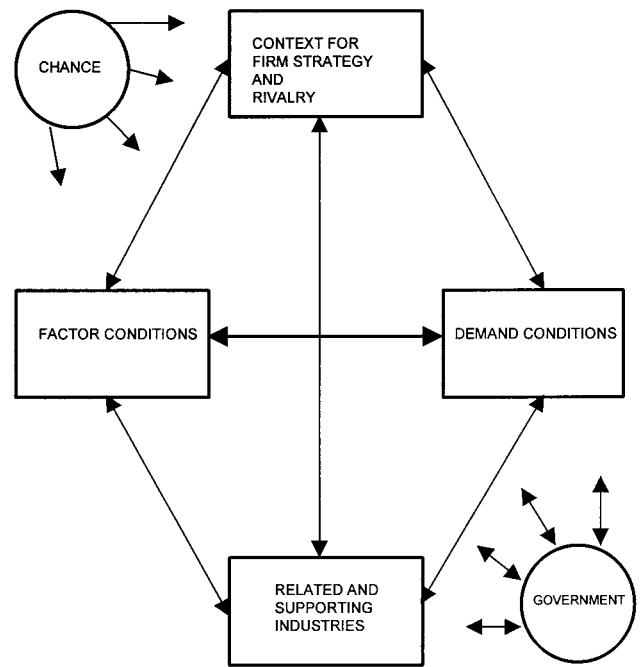 CHANCE
CONTEXT FOR
FIRM STRATEGY
AND
RIVALRY
FACTOR CONDITIONS
DEMAND CONDITIONS
RELATED AND
SUPPORTING
INDUSTRIES
GOVERNMENT